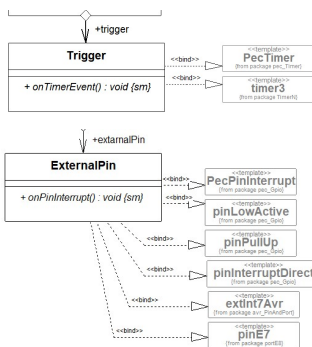 +trigger
Trigger
+ onTimerEvent() : void {sm}
<<bind>>
<<template>>
PecTimer
{from package pec_Timer}
<<bind>>
<<template>>
timer3
{from package TimerN}
+extarnalPin
ExternalPin
+ onPinInterrupt() : void {sm}
<<bind>>
<<template>>
PecPinInterrupt
{from package pec_Gpio}
<<bind>>
<<template>>
pinLowActive
{from package pec_Gpio}
<<bind>>
<<template>>
pinPullUp
{from package pec_Gpio}
<<bind>>
<<template>>
pinInterruptDirect
{from package pec_Gpio}
<<bind>>
<<template>>
extInt7Avr
{from package avr_PinAndPort}
<<bind>>
<<template>>
pinE7
{from package portE8}